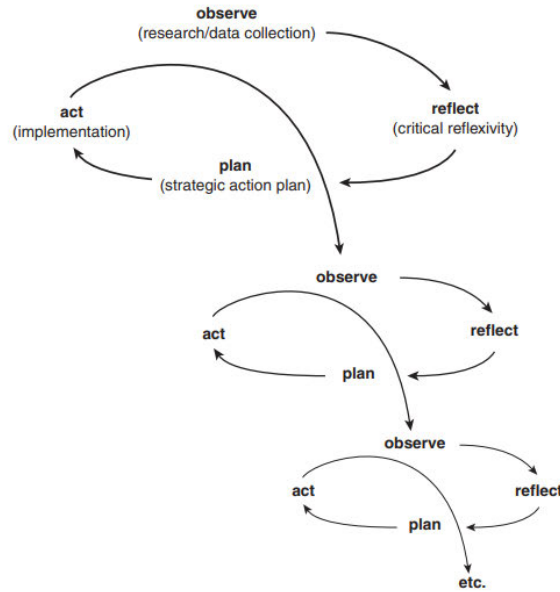 observe
(research/data collection)
reflect
(critical reflexivity)
act
(implementation)
plan
(strategic action plan)
observe
reflect
act
plan
observe
reflect
act
plan
etc.